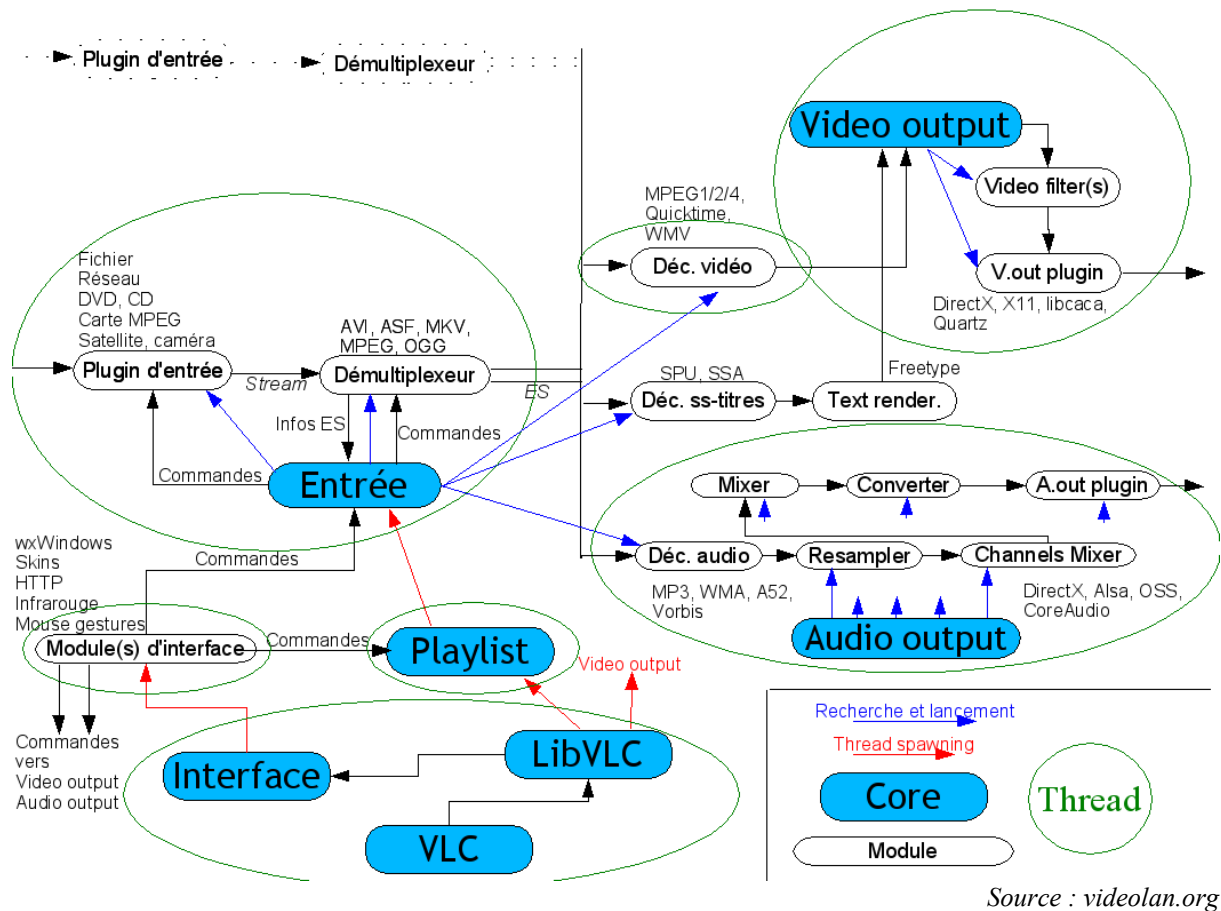 Plugin d'entrée
Démultiplexeur
Video output
Video filter(s)
V.out plugin
DirectX, X11, libcaca,
Quartz
MPEG1/2/4,
Quicktime,
WMV
Déc. vidéo
Fichier
Réseau
DVD, CD
Carte MPEG
Satellite, caméra
Plugin d'entrée
Stream
AVI, ASF, MKV,
MPEG, OGG
Démultiplexeur
ES
Infos ES
Commandes
Commandes
Entrée
SPU, SSA
Déc. ss-titres
Freetype
Text render.
Mixer
Converter
A.out plugin
Déc. audio
Resampler
Channels Mixer
MP3, WMA, A52,
Vorbis
DirectX, Alsa, OSS,
CoreAudio
Audio output
wxWindows
Skins
HTTP
Infrarouge
Mouse gestures
Commandes
Module(s) d'interface
Commandes
Playlist
Video output
Commandes
vers
Video output
Audio output
Interface
LibVLC
VLC
Recherche et lancement
Thread spawning
Core
Module
Thread
Source : videolan.org